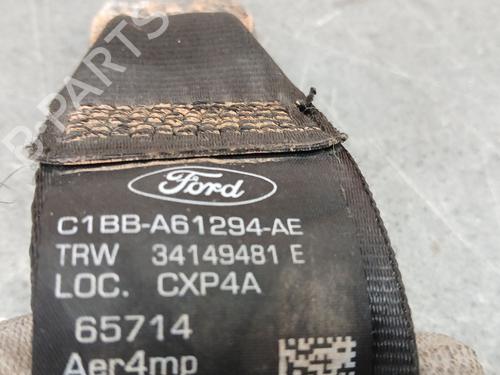 B-PARTS
Ford
C1BB-A61294-AE
TRW 34149481 E
LOC. CXP4A
65714
Aer4mp